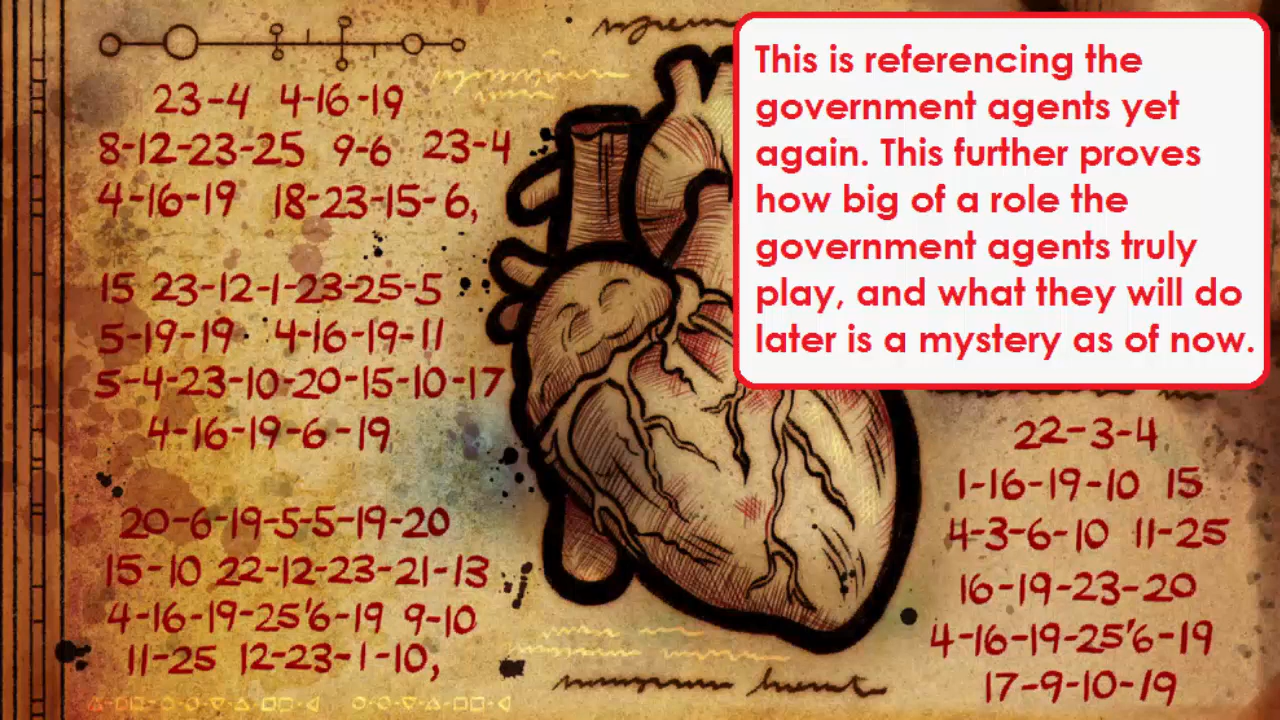 23-4 4-16-19
8-12-23-25 9-6 23-4
4-16-19 18-23-15-6,
15 23-12-1-23-25-5
5-19-19 4-16-19-11
5-4-23-10-20-15-10-17
4-16-19-6-19
20-6-19-5-5-19-20
15-10 22-12-23-21-13
4-16-19-25'6-19 9-10
11-25 12-23-1-10,
This is referencing the
government agents yet
again. This further proves
how big of a role the
government agents truly
play, and what they will do
later is a mystery as of now.
22-3-4
1-16-19-10 15
4-3-6-10 11-25
16-19-23-20
4-16-19-25'6-19
17-9-10-19